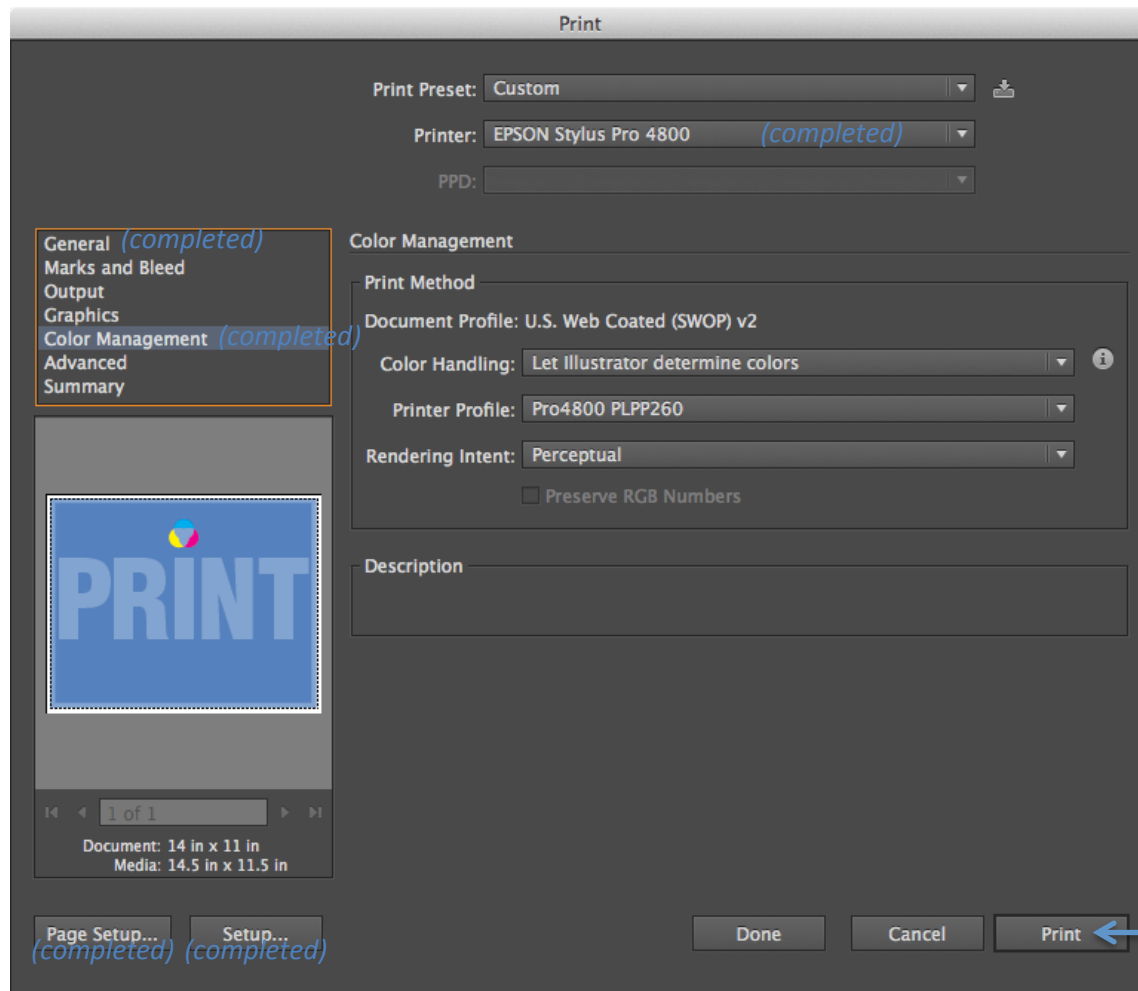 Print
Print Preset: Custom
Printer: EPSON Stylus Pro 4800 (completed)
PPD:
General (completed)
Marks and Bleed
Output
Graphics
Color Management (completed)
Advanced
Summary
Color Management
Print Method
Document Profile: U.S. Web Coated (SWOP) v2
Color Handling: Let Illustrator determine colors
Printer Profile: Pro4800 PLPP260
Rendering Intent: Perceptual
Preserve RGB Numbers
Description
PRINT
1 of 1
Document: 14 in x 11 in
Media: 14.5 in x 11.5 in
Page Setup... Setup... Done Cancel Print
(completed) (completed)